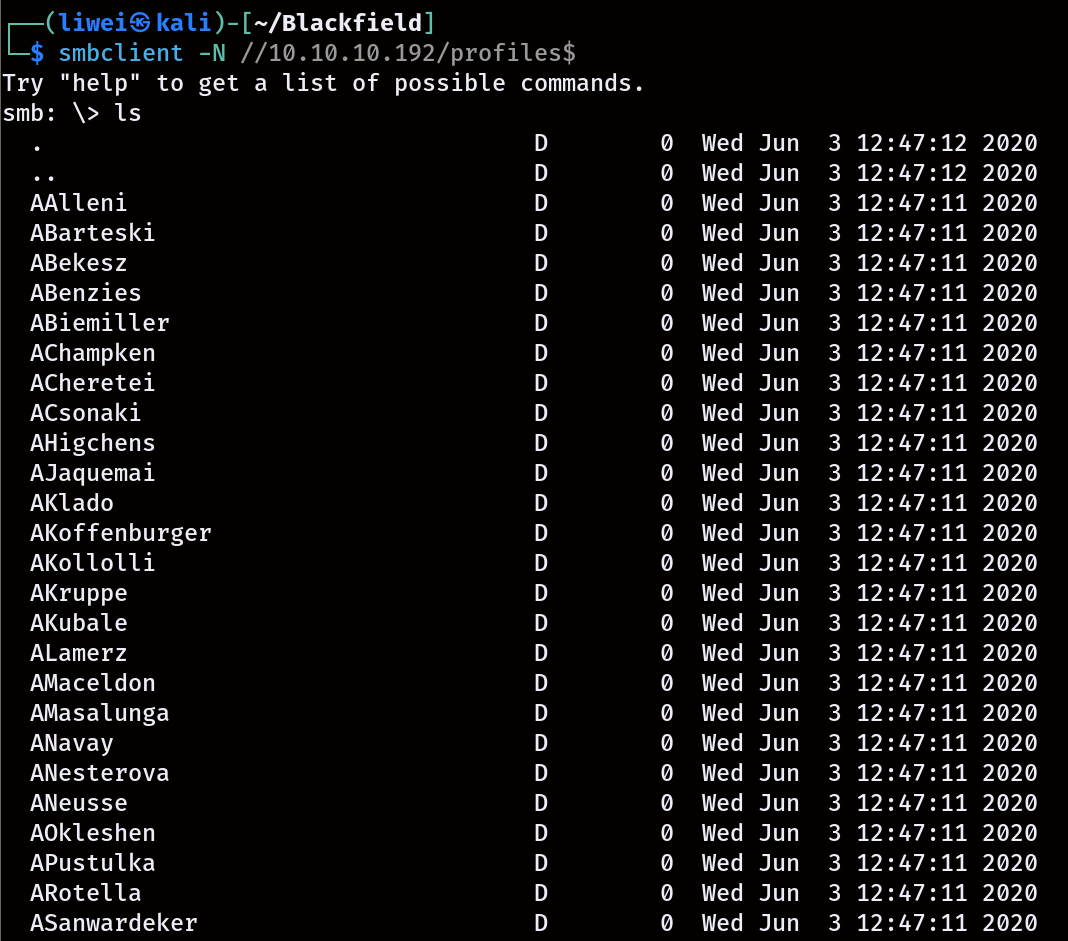 ┌──(liwei㉿kali)-[~/Blackfield]
└─$ smbclient -N //10.10.10.192/profiles$
Try "help" to get a list of possible commands.
smb: \> ls
  .                                   D        0  Wed Jun  3 12:47:12 2020
  ..                                  D        0  Wed Jun  3 12:47:12 2020
  AAlleni                             D        0  Wed Jun  3 12:47:11 2020
  ABarteski                           D        0  Wed Jun  3 12:47:11 2020
  ABekesz                             D        0  Wed Jun  3 12:47:11 2020
  ABenzies                            D        0  Wed Jun  3 12:47:11 2020
  ABiemiller                          D        0  Wed Jun  3 12:47:11 2020
  AChampken                           D        0  Wed Jun  3 12:47:11 2020
  ACheretei                           D        0  Wed Jun  3 12:47:11 2020
  ACsonaki                            D        0  Wed Jun  3 12:47:11 2020
  AHigchens                           D        0  Wed Jun  3 12:47:11 2020
  AJaquemai                           D        0  Wed Jun  3 12:47:11 2020
  AKlado                              D        0  Wed Jun  3 12:47:11 2020
  AKoffenburger                       D        0  Wed Jun  3 12:47:11 2020
  AKollolli                           D        0  Wed Jun  3 12:47:11 2020
  AKruppe                             D        0  Wed Jun  3 12:47:11 2020
  AKubale                             D        0  Wed Jun  3 12:47:11 2020
  ALamerz                             D        0  Wed Jun  3 12:47:11 2020
  AMaceldon                           D        0  Wed Jun  3 12:47:11 2020
  AMasalunga                          D        0  Wed Jun  3 12:47:11 2020
  ANavay                              D        0  Wed Jun  3 12:47:11 2020
  ANesterova                          D        0  Wed Jun  3 12:47:11 2020
  ANeusse                             D        0  Wed Jun  3 12:47:11 2020
  AOkleshen                           D        0  Wed Jun  3 12:47:11 2020
  APustulka                           D        0  Wed Jun  3 12:47:11 2020
  ARotella                            D        0  Wed Jun  3 12:47:11 2020
  ASanwardeker                        D        0  Wed Jun  3 12:47:11 2020